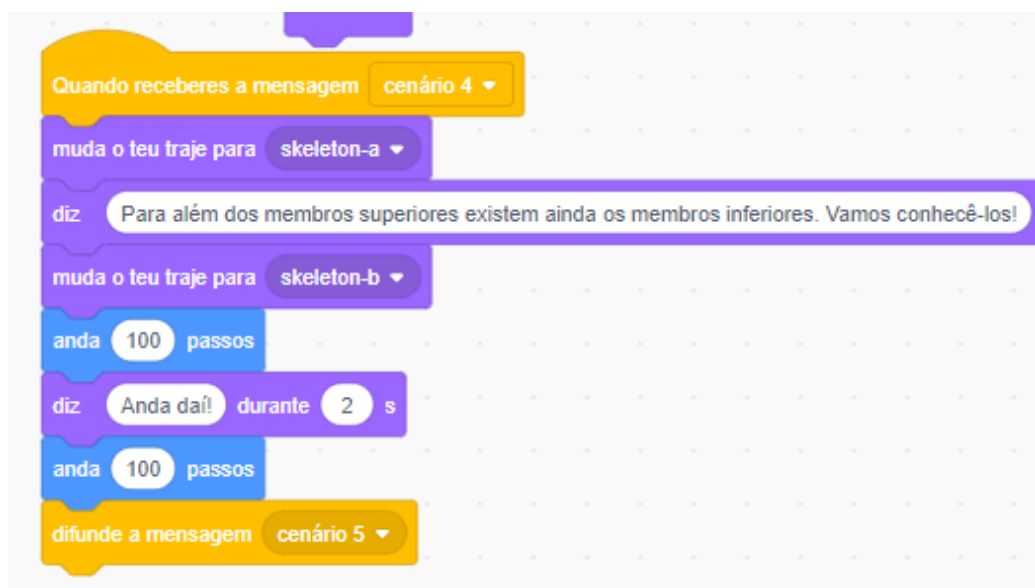 Quando receberes a mensagem cenário 4
muda o teu traje para skeleton-a
diz Para além dos membros superiores existem ainda os membros inferiores. Vamos conhecê-los!
muda o teu traje para skeleton-b
anda 100 passos
diz Anda daí! durante 2 s
anda 100 passos
difunde a mensagem cenário 5